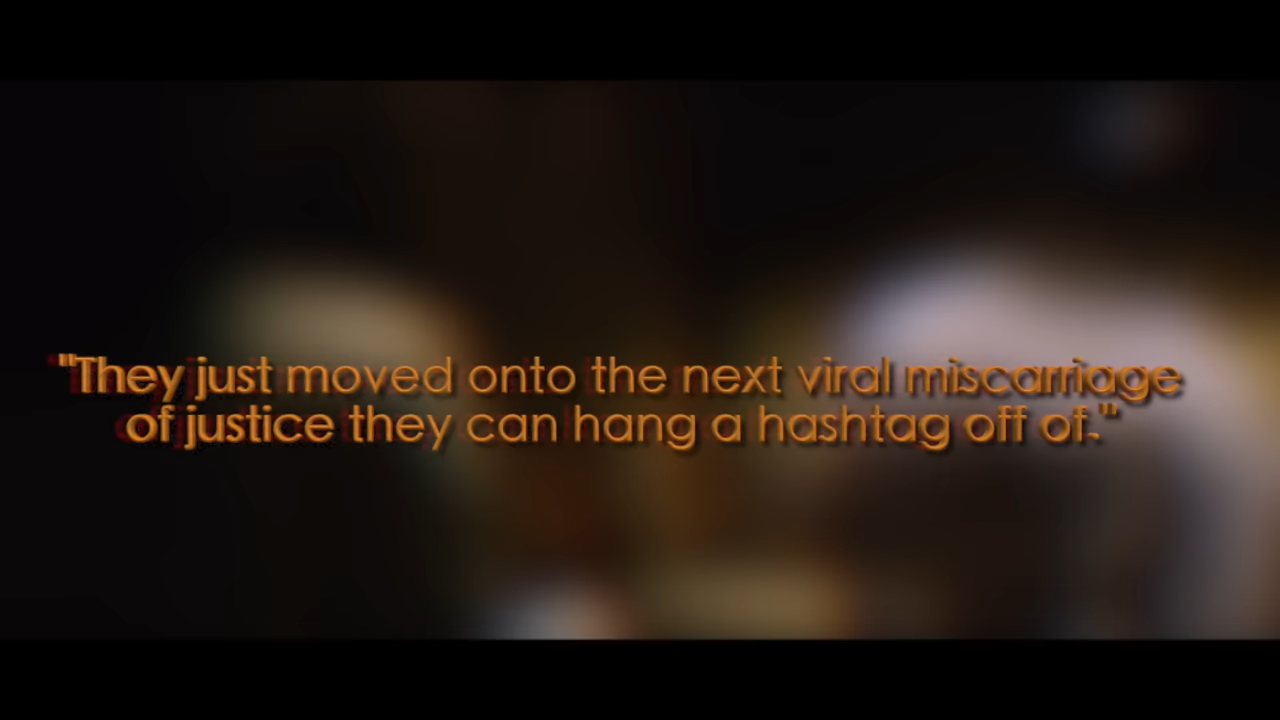 "They just moved onto the next viral miscarriage
of justice they can hang a hashtag off of."